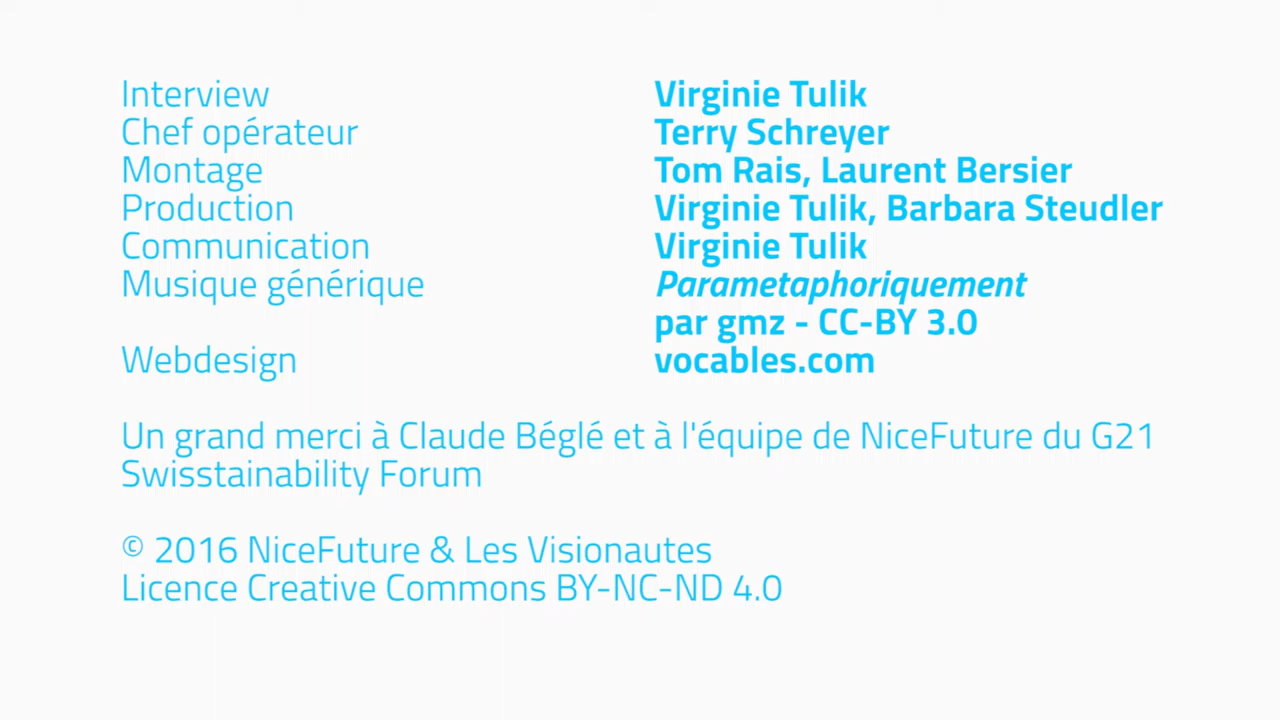 Interview Virginie Tulik
Chef opérateur Terry Schreyer
Montage Tom Rais, Laurent Bersier
Production Virginie Tulik, Barbara Steudler
Communication Virginie Tulik
Musique générique Parametaphoriquement
par gmz - CC-BY 3.0
Webdesign vocables.com
Un grand merci à Claude Béglé et à l'équipe de NiceFuture du G21
Swisstainability Forum
© 2016 NiceFuture & Les Visionautes
Licence Creative Commons BY-NC-ND 4.0